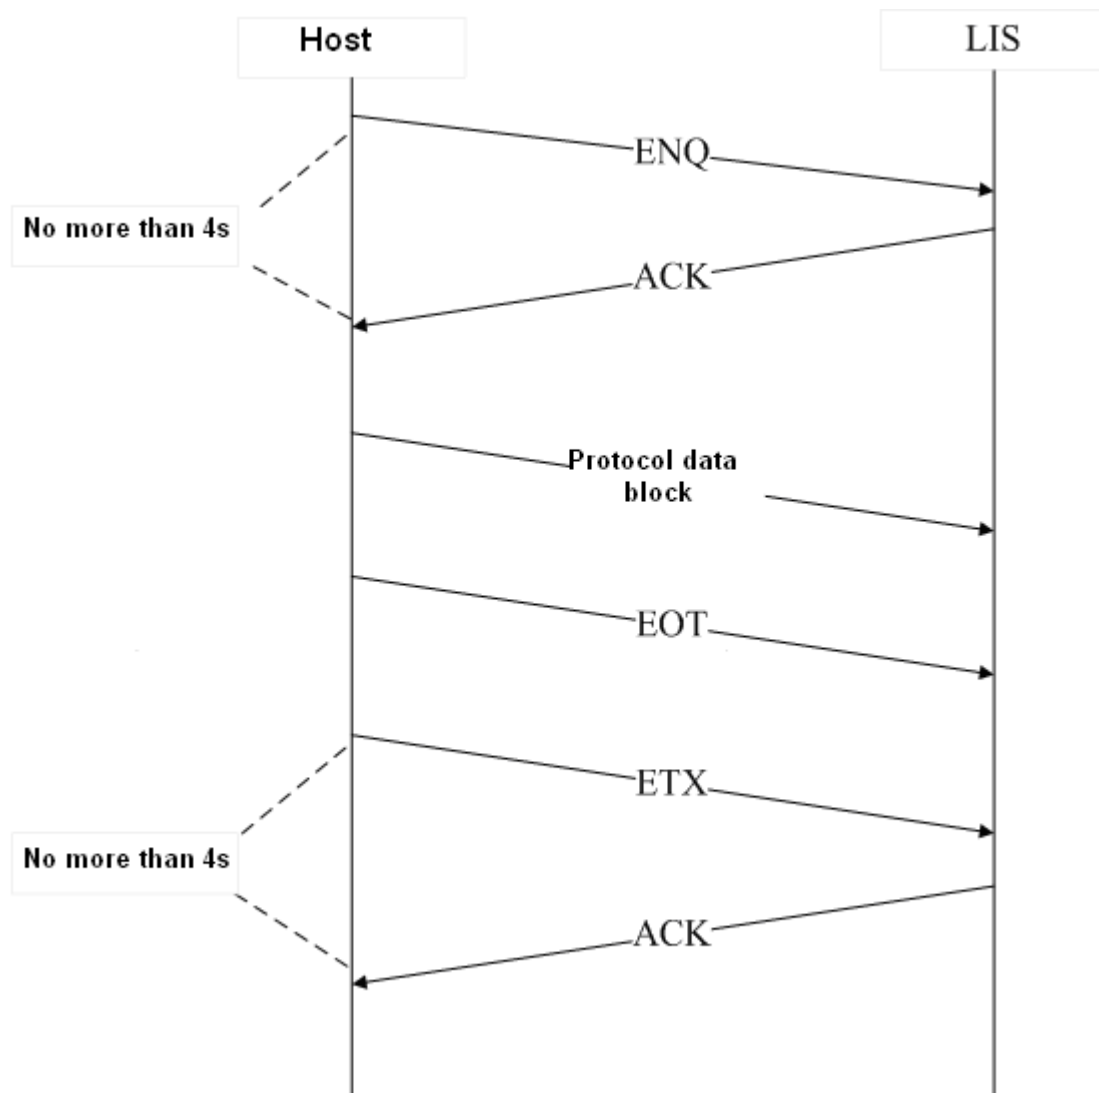 Host
LIS
ENQ
No more than 4s
ACK
Protocol data
block
EOT
ETX
No more than 4s
ACK